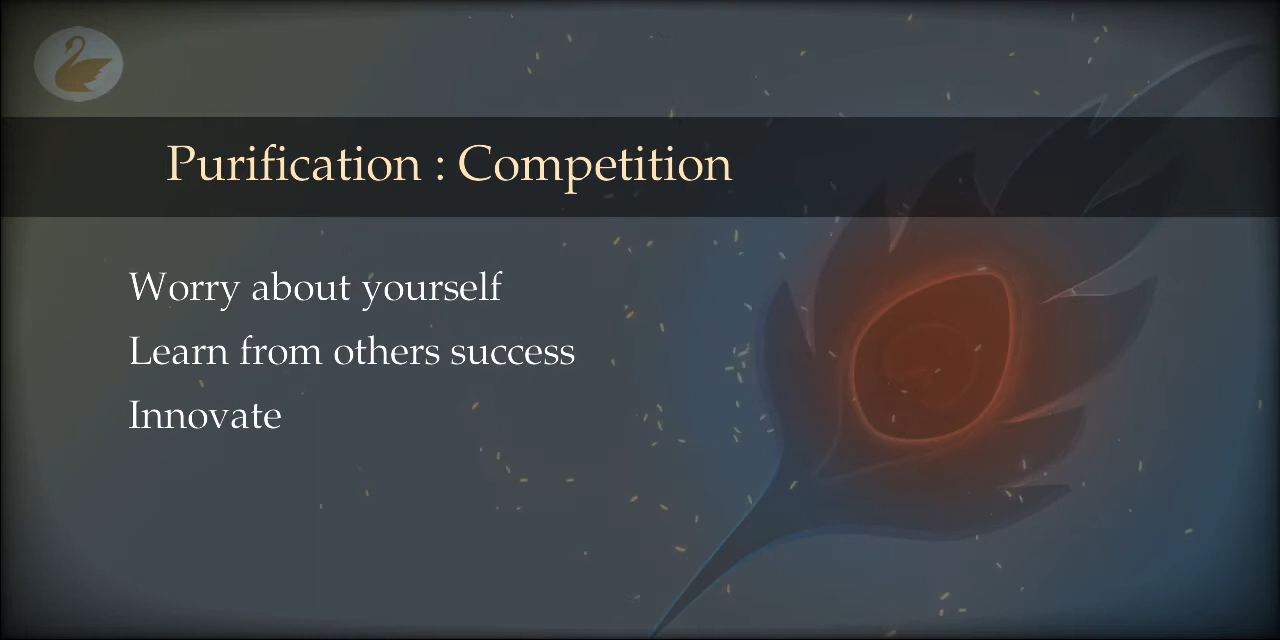 Purification : Competition
Worry about yourself
Learn from others success
Innovate